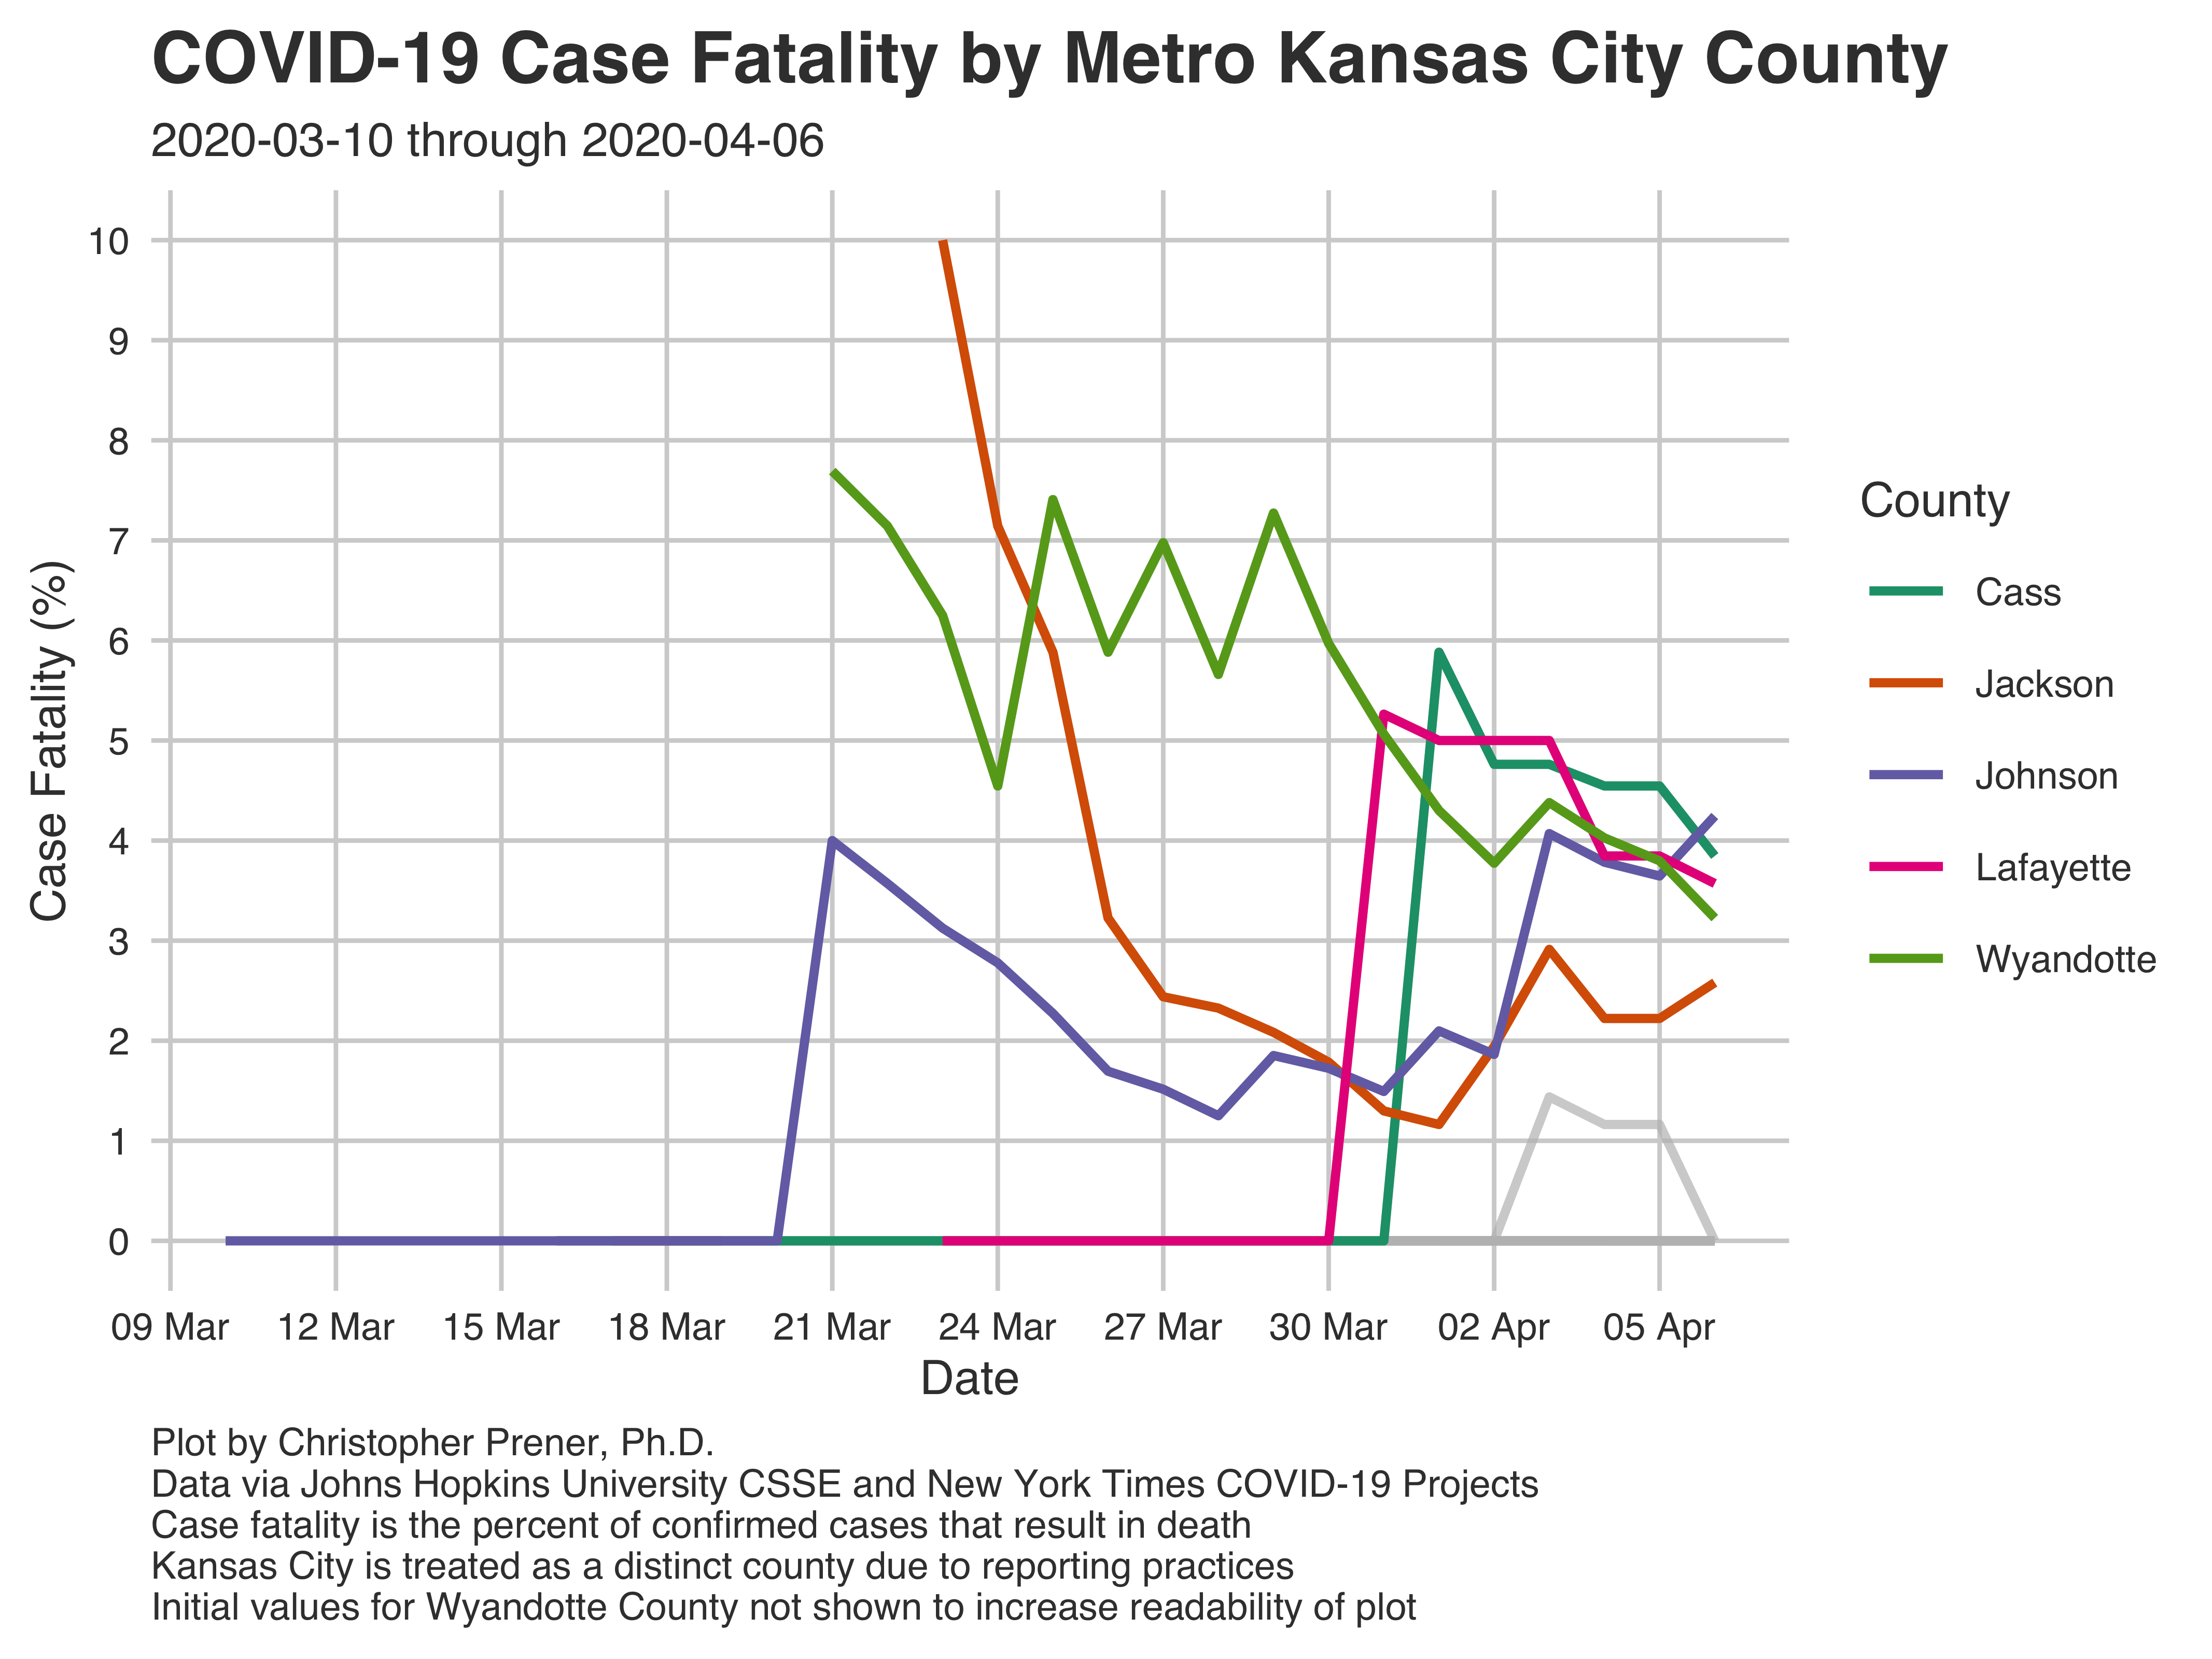 COVID-19 Case Fatality by Metro Kansas City County
2020-03-10 through 2020-04-06
10
9
8
7
6
5
4
3
2
1
0
Case Fatality (%)
09 Mar 12 Mar 15 Mar 18 Mar 21 Mar 24 Mar 27 Mar 30 Mar 02 Apr 05 Apr
Date
County
Cass
Jackson
Johnson
Lafayette
Wyandotte
Plot by Christopher Prener, Ph.D.
Data via Johns Hopkins University CSSE and New York Times COVID-19 Projects
Case fatality is the percent of confirmed cases that result in death
Kansas City is treated as a distinct county due to reporting practices
Initial values for Wyandotte County not shown to increase readability of plot